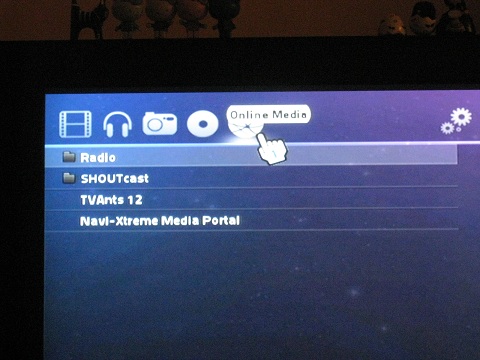 Online Media
Radio
SHOUTcast
TVAnts 12
Navi-Xtreme Media Portal